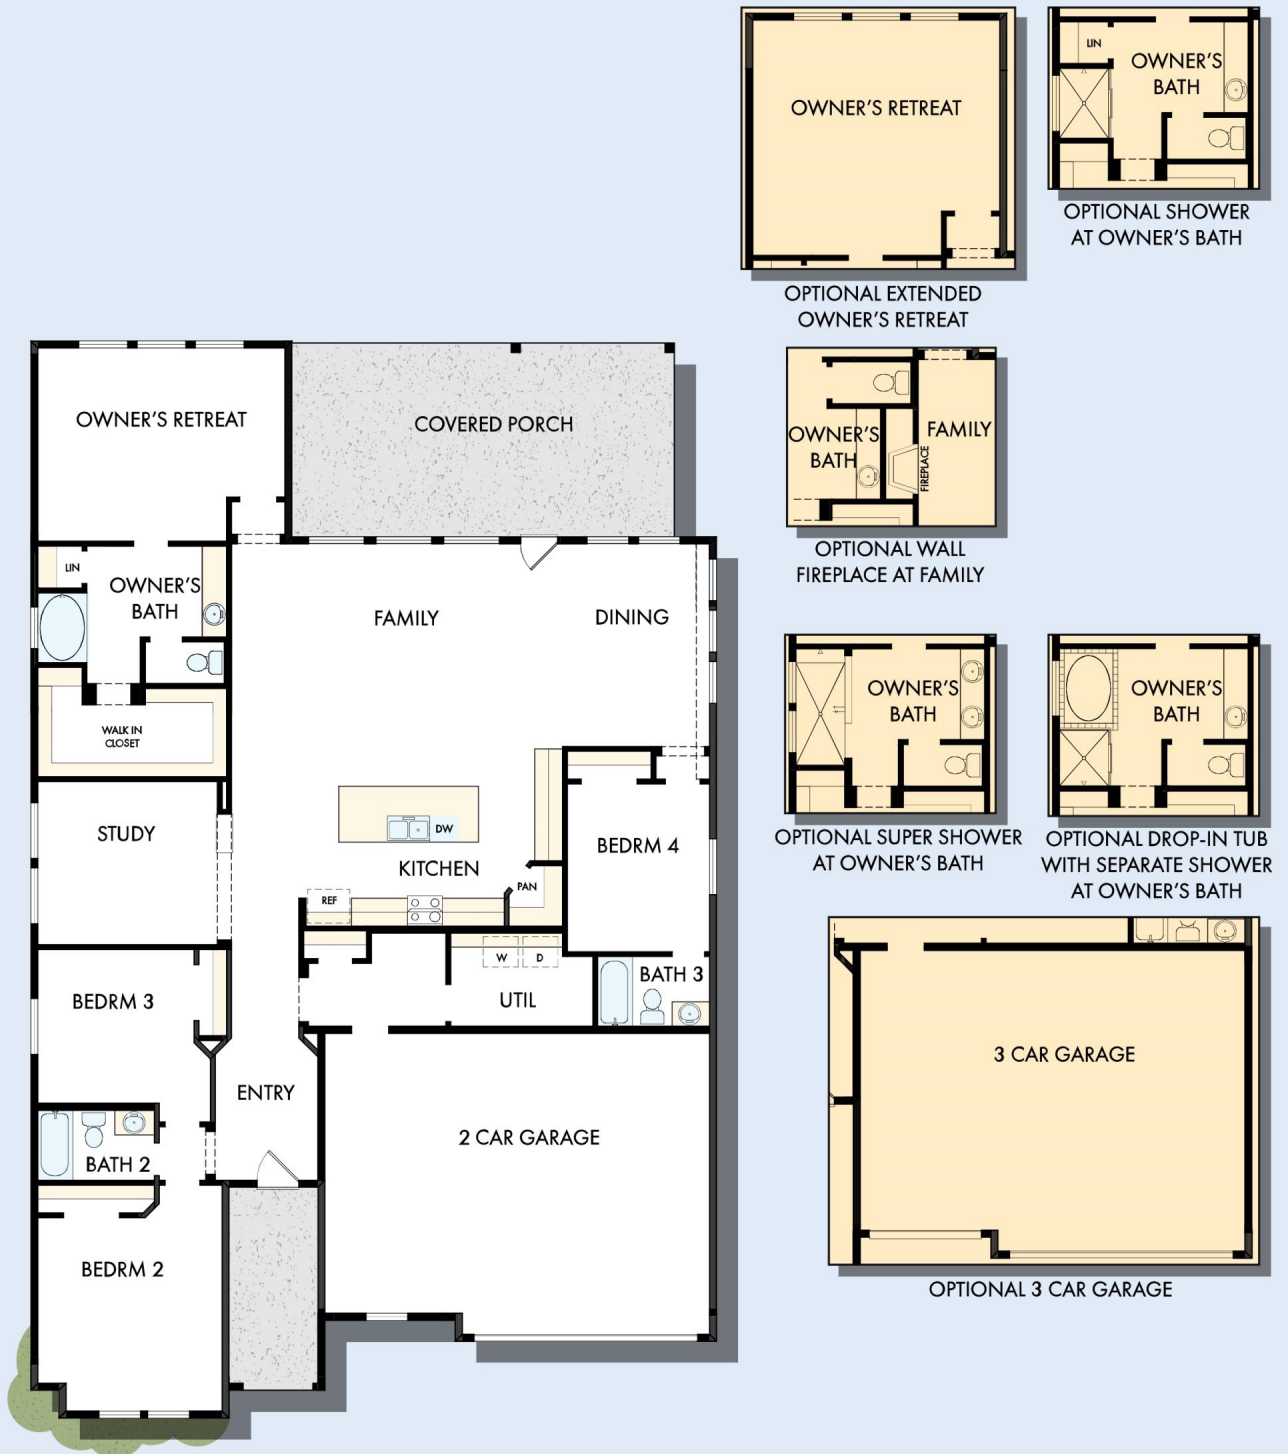 OWNER'S RETREAT
OPTIONAL EXTENDED
OWNER'S RETREAT
LIN
OWNER'S
BATH
OPTIONAL SHOWER
AT OWNER'S BATH
OWNER'S
BATH
FAMILY
FIREPLACE
OPTIONAL WALL
FIREPLACE AT FAMILY
OWNER'S
BATH
OPTIONAL SUPER SHOWER
AT OWNER'S BATH
OWNER'S
BATH
OPTIONAL DROP-IN TUB
WITH SEPARATE SHOWER
AT OWNER'S BATH
3 CAR GARAGE
OPTIONAL 3 CAR GARAGE
OWNER'S RETREAT
COVERED PORCH
LIN
OWNER'S
BATH
FAMILY
DINING
WALK IN
CLOSET
STUDY
DW
KITCHEN
BEDRM 4
REF
PAN
W
D
BATH 3
UTIL
BEDRM 3
ENTRY
2 CAR GARAGE
BATH 2
BEDRM 2